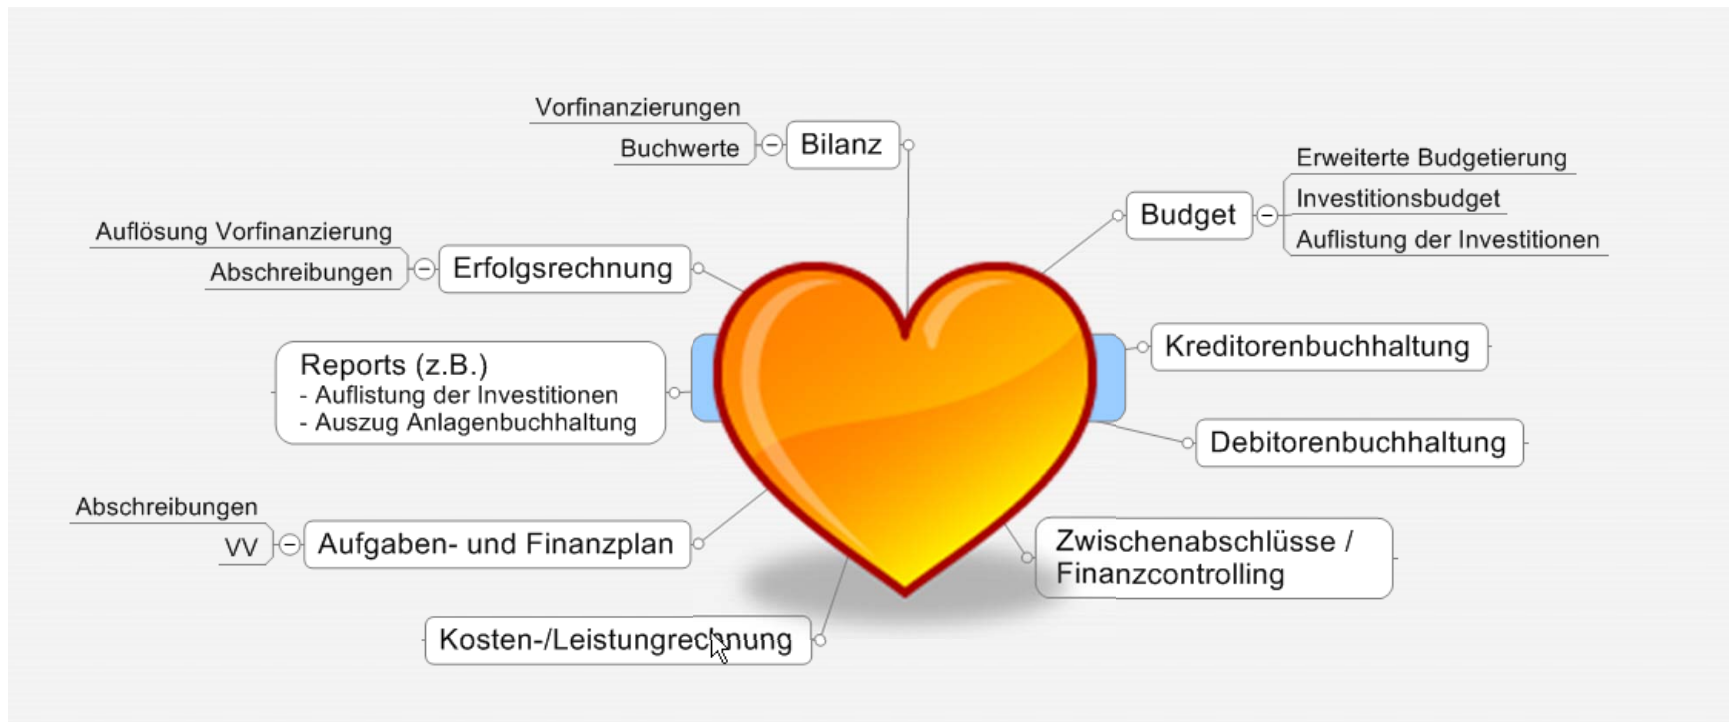 Vorfinanzierungen
Buchwerte
Bilanz
Erweiterte Budgetierung
Investitionsbudget
Auflistung der Investitionen
Budget
Auflösung Vorfinanzierung
Abschreibungen
Erfolgsrechnung
Kreditorenbuchhaltung
Reports (z.B.)
- Auflistung der Investitionen
- Auszug Anlagenbuchhaltung
Debitorenbuchhaltung
Abschreibungen
VV
Aufgaben- und Finanzplan
Zwischenabschlüsse /
Finanzcontrolling
Kosten-/Leistungrechnung